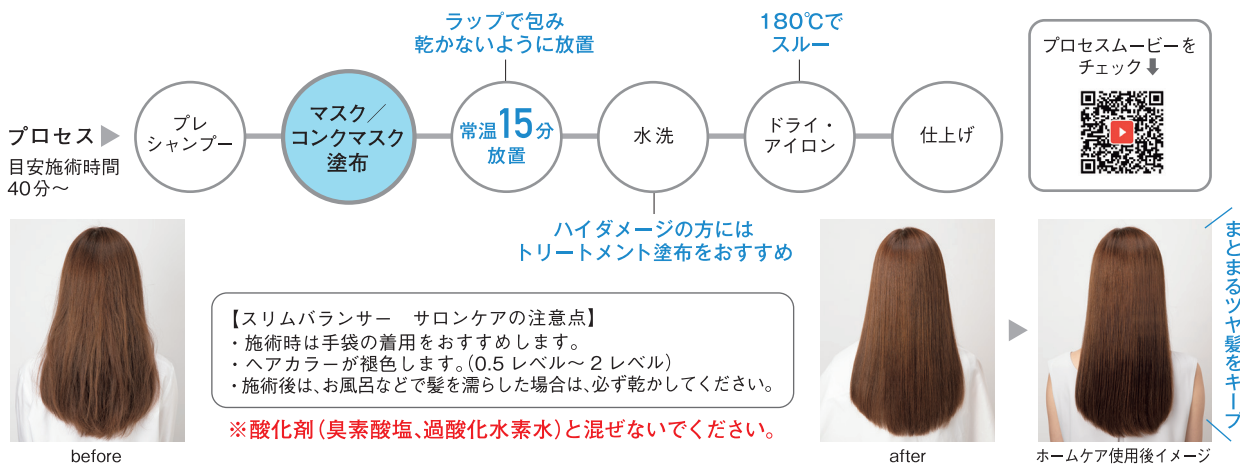 プロセス
目安施術時間
40分～
プレ
シャンプー
マスク／
コンクマスク
塗布
ラップで包み
乾かないように放置
常温15分
放置
水洗
ハイダメージの方には
トリートメント塗布をおすすめ
180℃で
スルー
ドライ・
アイロン
仕上げ
プロセスムービーを
チェック
before
【スリムバランサー　サロンケアの注意点】
・施術時は手袋の着用をおすすめします。
・ヘアカラーが褪色します。（0.5レベル～2レベル）
・施術後は、お風呂などで髪を濡らした場合は、必ず乾かしてください。
※酸化剤（臭素酸塩、過酸化水素水）と混ぜないでください。
after
ホームケア使用後イメージ
まとまるツヤ髪をキープ